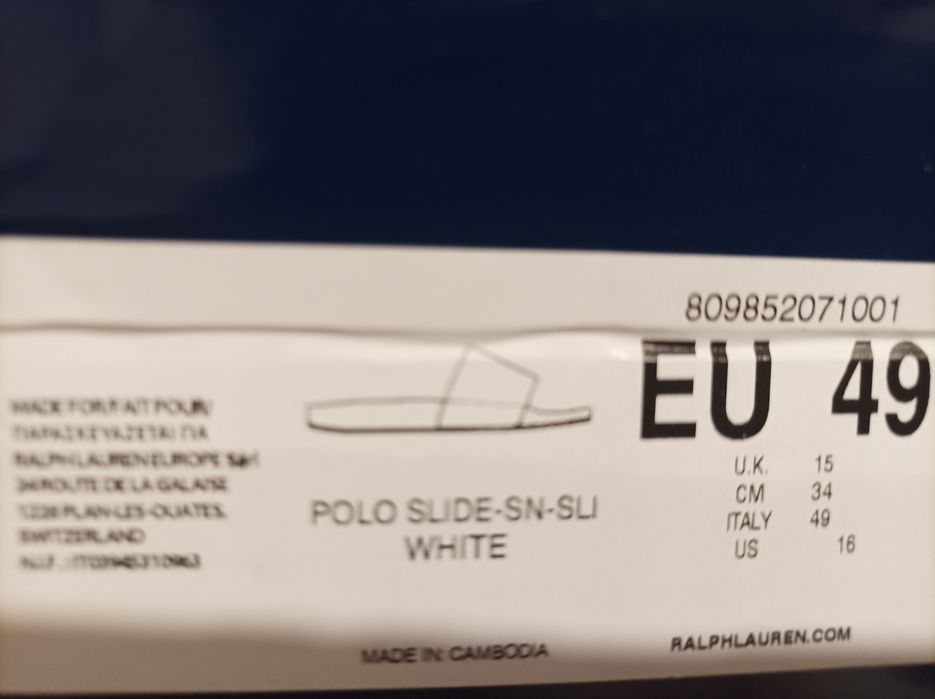 809852071001
EU 49
U.K. 15
CM 34
ITALY 49
US 16
MADE FOR/FAIT POUR/
ΠΑΡΑΣΚΕΥΑΖΕΤΑΙ ΓΙΑ
RALPH LAUREN EUROPE Sàrl
ROUTE DE LA GALAISE
1228 PLAN-LES-OUATES,
SWITZERLAND
POLO SLIDE-SN-SLI
WHITE
MADE IN: CAMBODIA
RALPHLAUREN.COM